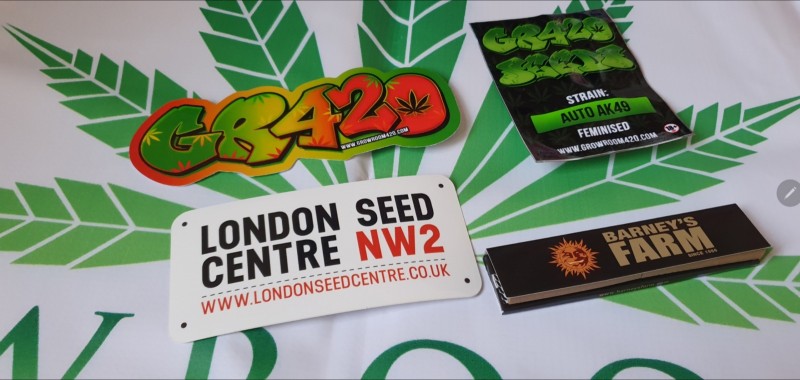 GR420
WWW.GROWROOM420.COM
GR420
SEEDS
STRAIN:
AUTO AK49
FEMINISED
WWW.GROWROOM420.COM
LONDON SEED
CENTRE NW2
WWW.LONDONSEEDCENTRE.CO.UK
BARNEY'S
FARM